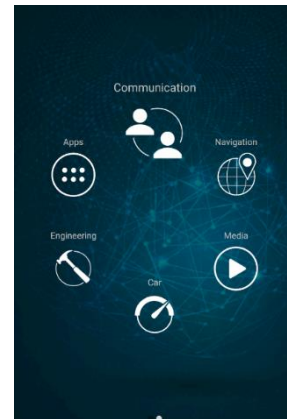 Communication
Apps
Navigation
Engineering
Media
Car